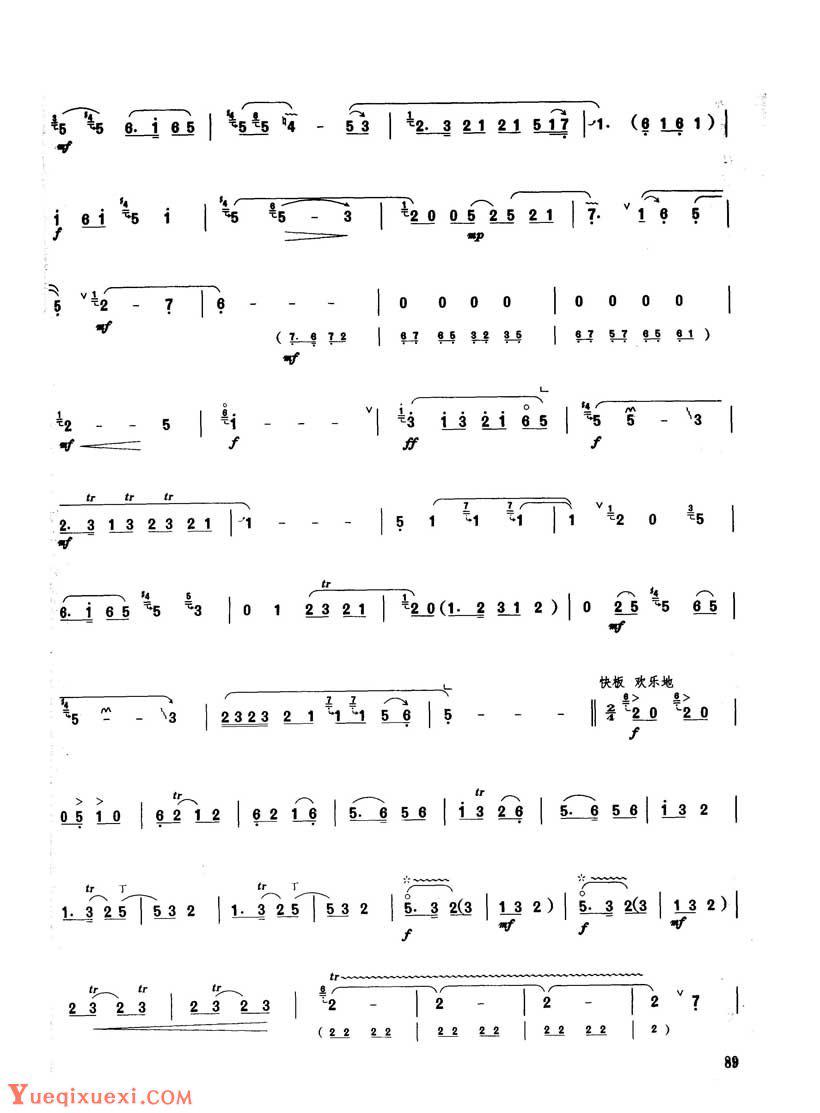 5 5 6. i 6 5 | 5 5 4 - 5 3 | 2. 3 2 1 2 1 5 1 7 | 1. ( 6 1 6 1 ) |
mf
i 6 i 5 i | 5 5 - 3 | 2 0 0 5 2 5 2 1 | 7. v 1 6 5 |
f mp
5 v 2 - 7 | 6 - - - | 0 0 0 0 | 0 0 0 0 |
mf ( 7. 6 7 2 | 6 7 6 5 3 2 3 5 | 6 7 5 7 6 5 6 1 )
mf
2 - - 5 | i - - - v | 3 i 3 2 i 6 5 | 5 5 - \3 |
mf f ff f
tr tr tr
2. 3 1 3 2 3 2 1 | 1 - - - | 5 1 1 1 | 1 v 2 0 5 |
mf
6. i 6 5 5 3 | 0 1 2 3 2 1 | 2 0 ( 1. 2 3 1 2 ) | 0 2 5 5 6 5 |
tr mf
快板 欢乐地
5 - - \3 | 2 3 2 3 2 1 1 1 5 6 | 5 - - - ‖ 2/4 2 0 2 0 |
f
0 5 1 0 | 6 2 1 2 | 6 2 1 6 | 5. 6 5 6 | i 3 2 6 | 5. 6 5 6 | i 3 2 |
tr tr
tr 丁 tr 丁
1. 3 2 5 | 5 3 2 | 1. 3 2 5 | 5 3 2 | 5. 3 2 (3 | 1 3 2 ) | 5. 3 2 (3 | 1 3 2 ) |
f mf f mf
tr tr tr tr tr
2 3 2 3 | 2 3 2 3 | 2 - | 2 - | 2 - | 2 v 7 |
( 2 2 2 2 | 2 2 2 2 | 2 2 2 2 | 2 )
89
Yueqixuexi.com